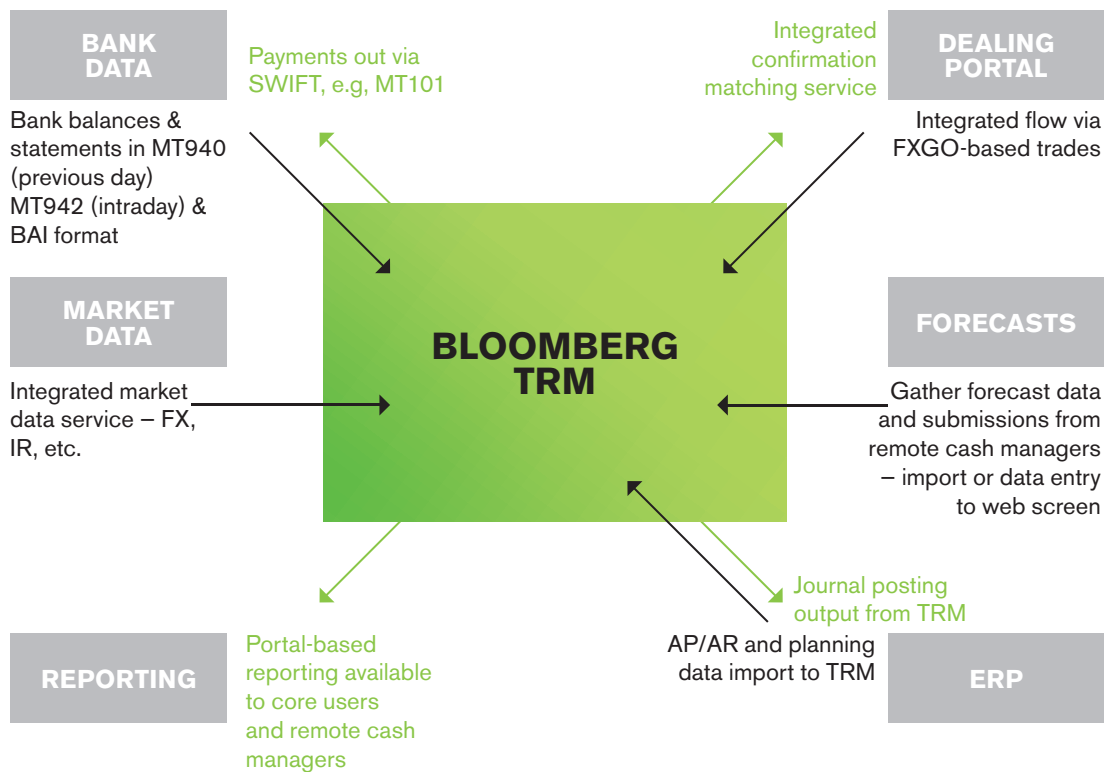 BANK
DATA
Payments out via
SWIFT, e.g, MT101
Integrated
confirmation
matching service
DEALING
PORTAL
Bank balances &
statements in MT940
(previous day)
MT942 (intraday) &
BAI format
Integrated flow via
FXGO-based trades
MARKET
DATA
BLOOMBERG
TRM
FORECASTS
Integrated market
data service – FX,
IR, etc.
Gather forecast data
and submissions from
remote cash managers
– import or data entry
to web screen
Journal posting
output from TRM
REPORTING
Portal-based
reporting available
to core users
and remote cash
managers
AP/AR and planning
data import to TRM
ERP